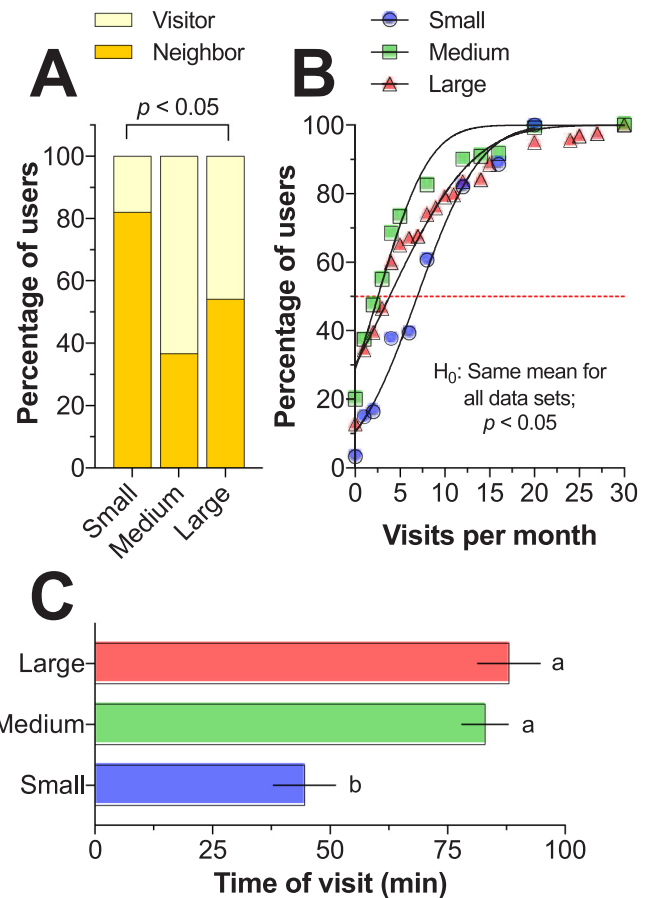 A
Visitor
Neighbor
p < 0.05
Percentage of users
100
80
60
40
20
0
Small
Medium
Large
B
Small
Medium
Large
Percentage of users
100
80
60
40
20
0
H₀: Same mean for
all data sets;
p < 0.05
0 5 10 15 20 25 30
Visits per month
C
Large
a
Medium
a
Small
b
0 25 50 75 100
Time of visit (min)